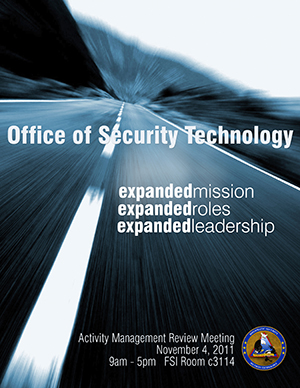 Office of Security Technology
expandedmission
expandedroles
expandedleadership
Activity Management Review Meeting
November 4, 2011
9am - 5pm FSI Room c3114